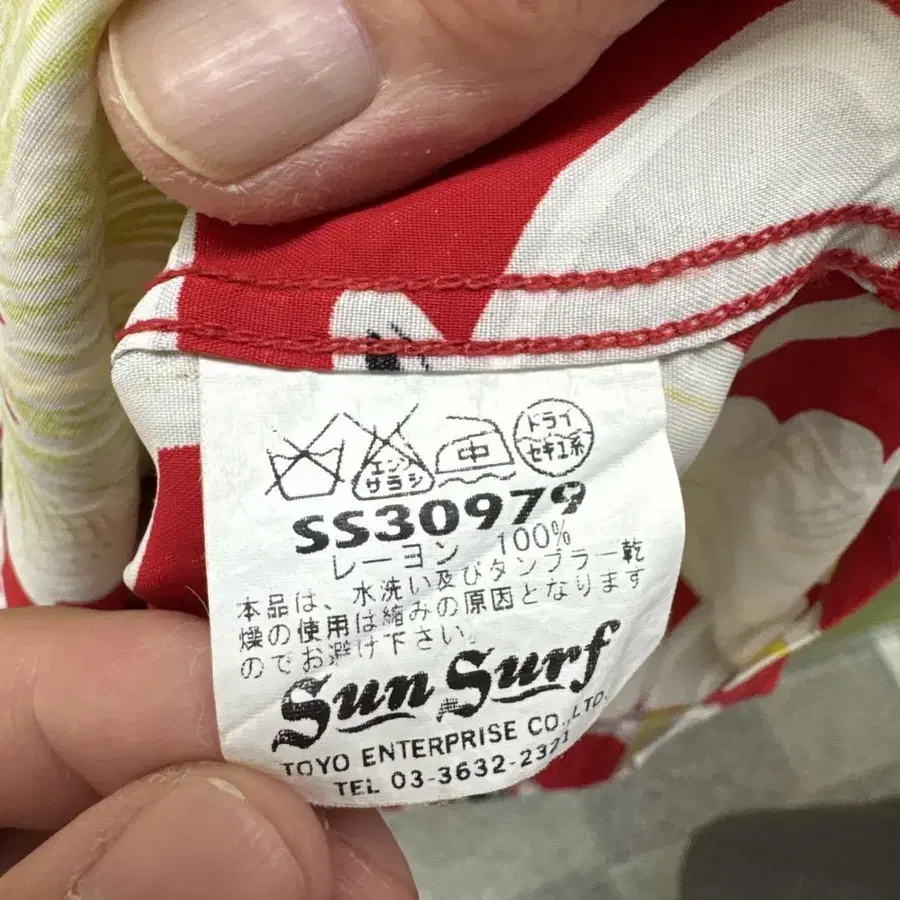 エンソ サラシ 中 ドライ セキユ系
SS30979
レーヨン 100%
本品は、水洗い及びタンブラー乾
燥の使用は縮みの原因となります
のでお避け下さい。
Sun Surf
TOYO ENTERPRISE CO.,LTD.
TEL 03-3632-2321